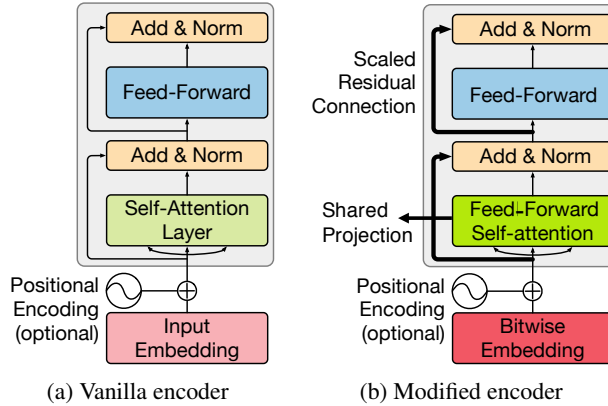 Add & Norm
Feed-Forward
Add & Norm
Self-Attention
Layer
Positional
Encoding
(optional)
Input
Embedding
(a) Vanilla encoder
Add & Norm
Scaled
Residual
Connection
Feed-Forward
Add & Norm
Shared
Projection
Feed-Forward
Self-attention
Positional
Encoding
(optional)
Bitwise
Embedding
(b) Modified encoder